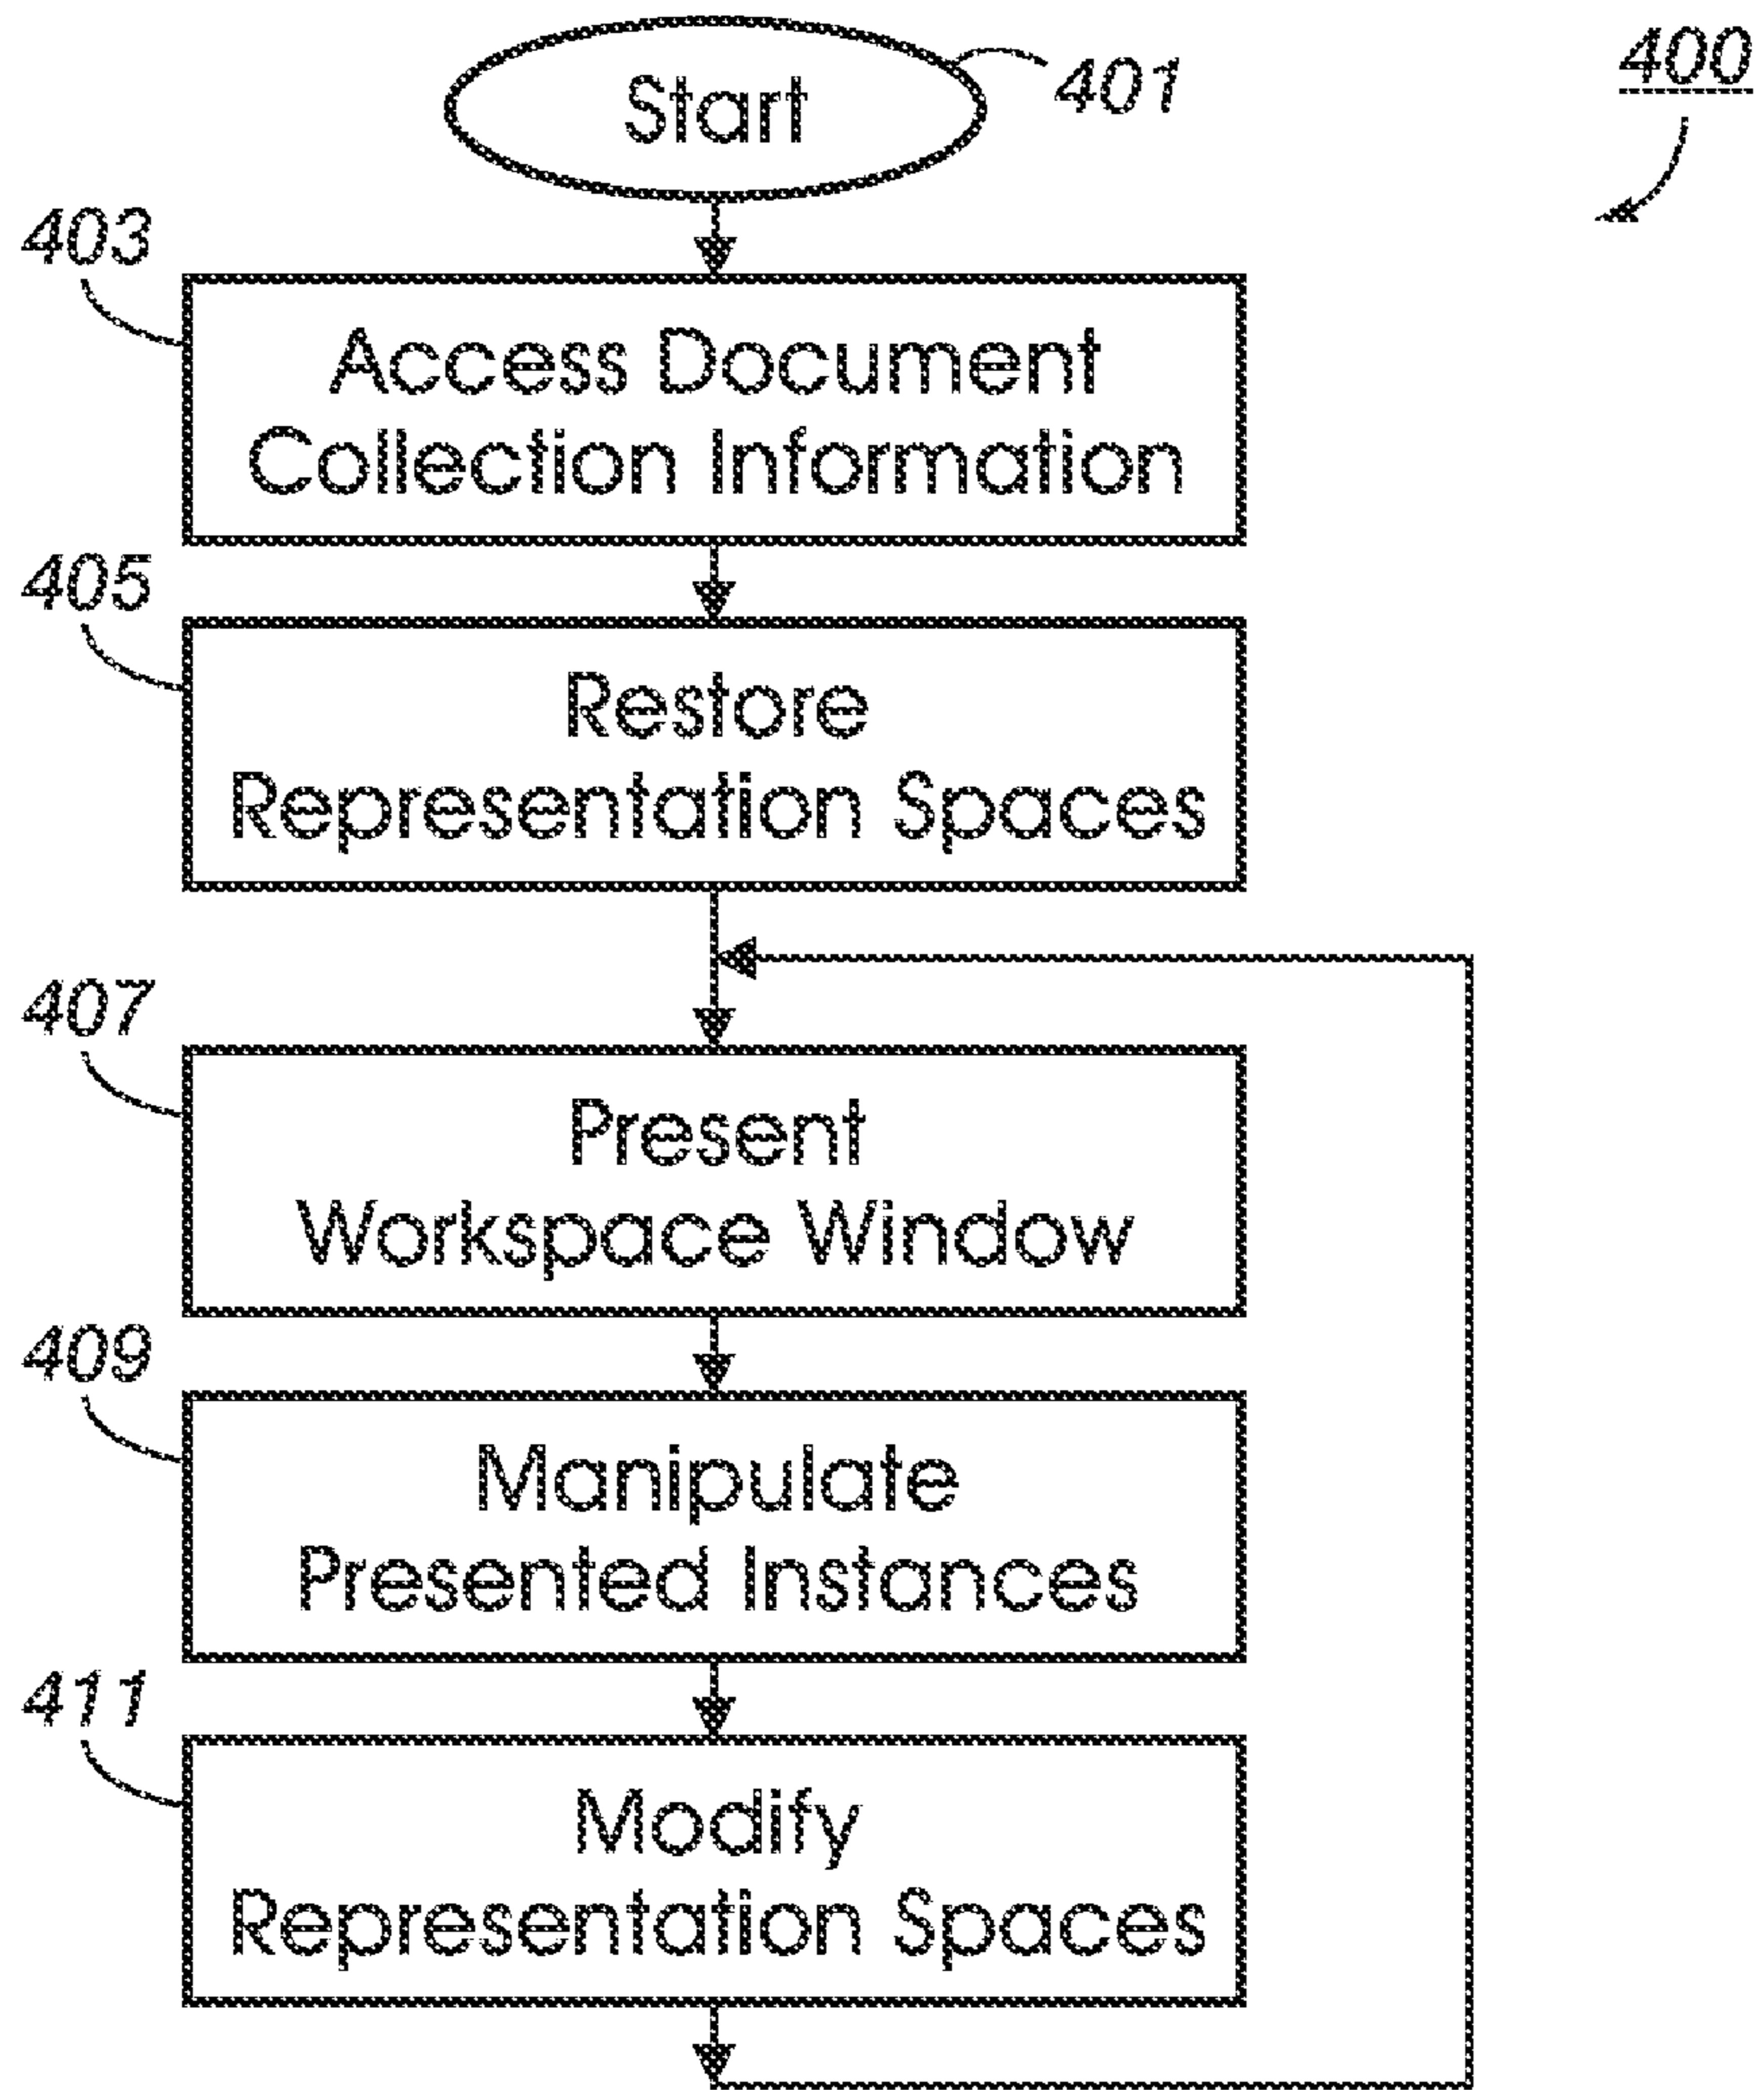 Start
401
400
403
Access Document
Collection Information
405
Restore
Representation Spaces
407
Present
Workspace Window
409
Manipulate
Presented Instances
411
Modify
Representation Spaces